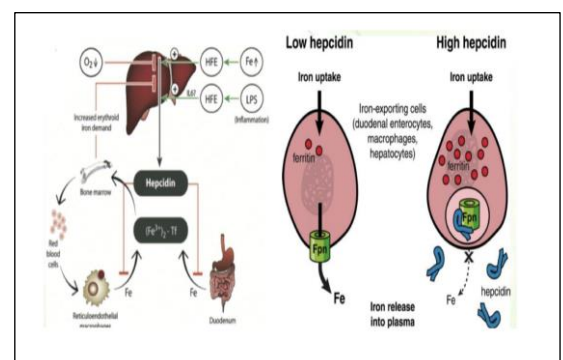 O₂↓
HFE
Fe↑
HFE
LPS
(Inflammation)
IL6?
Increased erythroid
iron demand
Bone marrow
Hepcidin
(Fe³⁺)₂ - Tf
Red
blood
cells
Fe
Fe
Reticuloendothelial
macrophages
Duodenum
Low hepcidin
High hepcidin
Iron uptake
Iron uptake
Iron-exporting cells
(duodenal enterocytes,
macrophages,
hepatocytes)
ferritin
ferritin
Fpn
Fpn
Fe
Fe
hepcidin
Iron release
into plasma